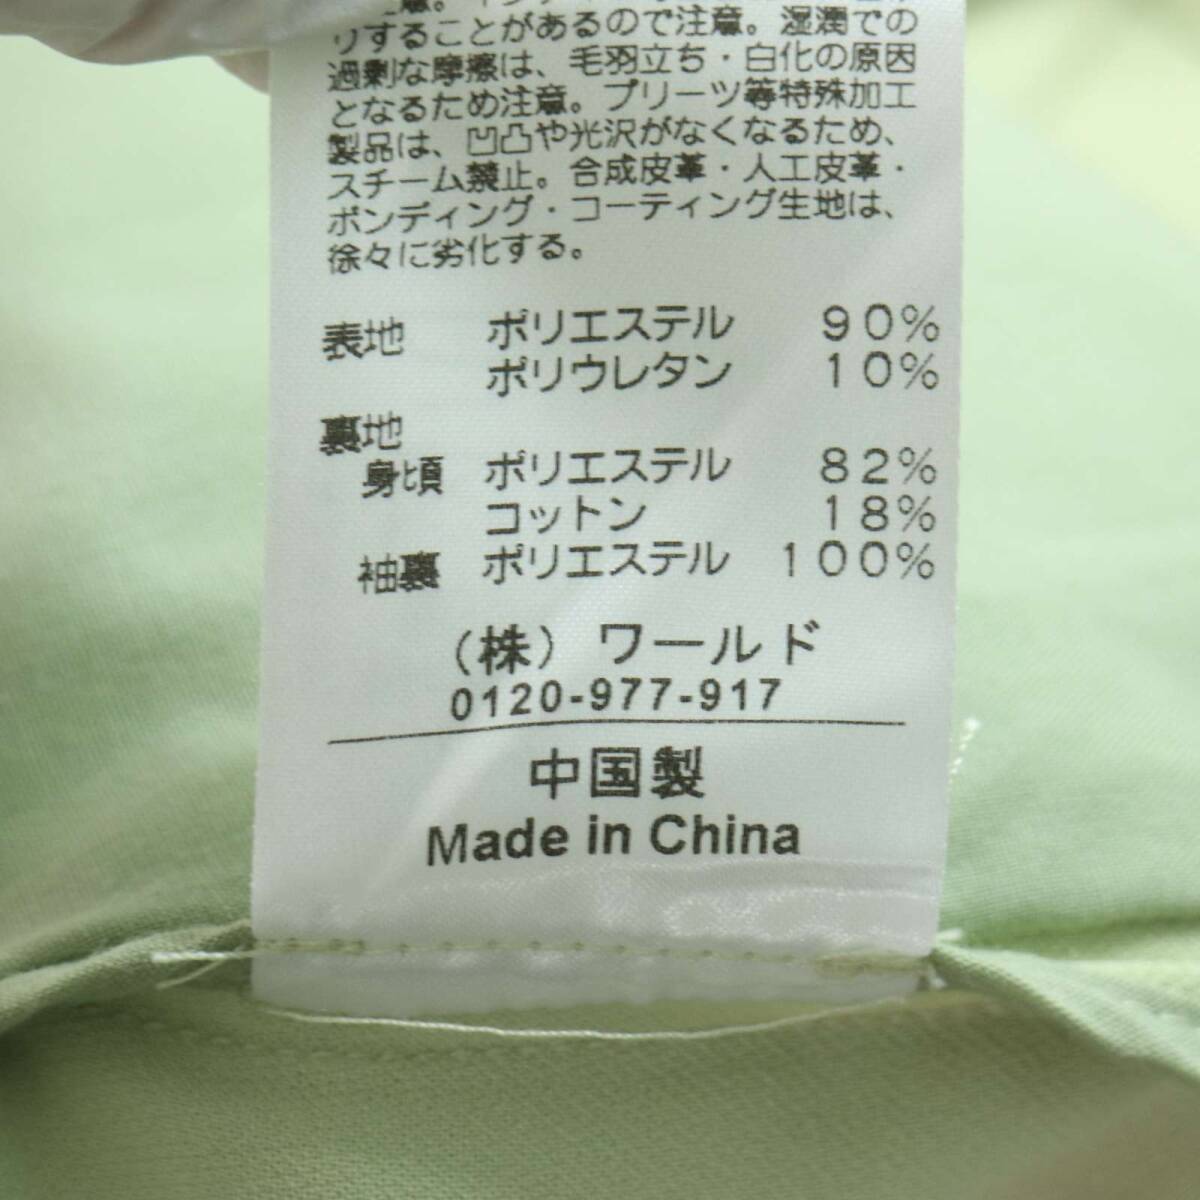 りすることがあるので注意。湿潤での
過剰な摩擦は、毛羽立ち・白化の原因
となるため注意。プリーツ等特殊加工
製品は、凹凸や光沢がなくなるため、
スチーム禁止。合成皮革・人工皮革・
ボンディング・コーティング生地は、
徐々に劣化する。
表地 ポリエステル 90%
ポリウレタン 10%
裏地
身頃 ポリエステル 82%
コットン 18%
袖裏 ポリエステル 100%
(株) ワールド
0120-977-917
中国製
Made in China